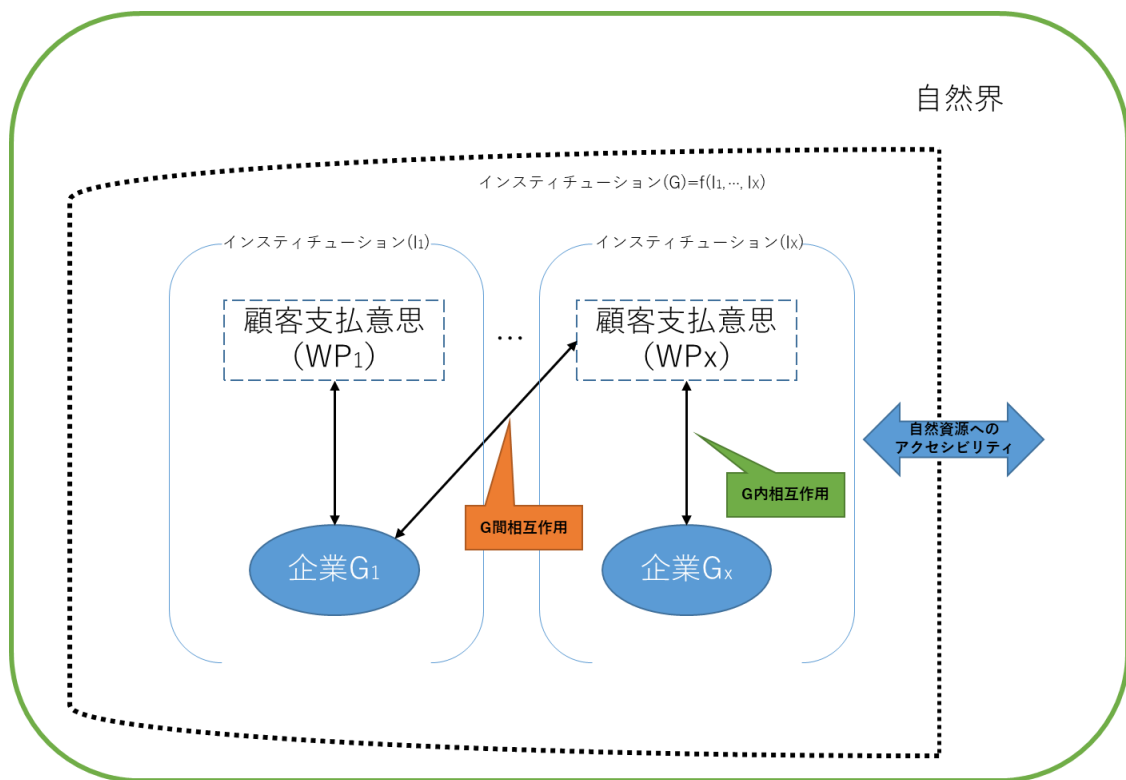 自然界
インスティチューション(G)=f(I₁,…, Iₓ)
インスティチューション(I₁)
インスティチューション(Iₓ)
顧客支払意思
(WP₁)
…
顧客支払意思
(WPx)
自然資源への
アクセシビリティ
G内相互作用
G間相互作用
企業G₁
企業Gₓ